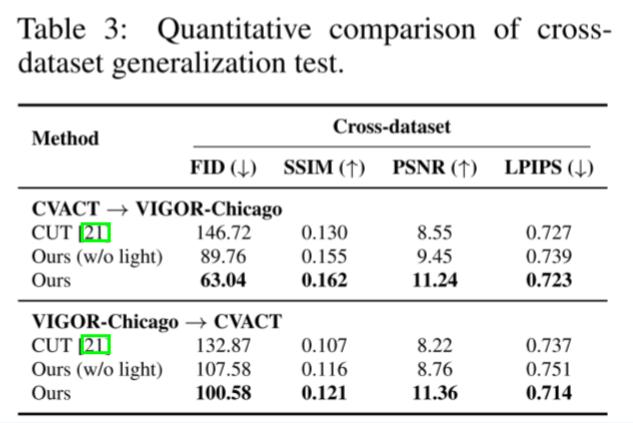 Table 3: Quantitative comparison of cross-
dataset generalization test.
Method Cross-dataset
FID (↓) SSIM (↑) PSNR (↑) LPIPS (↓)
CVACT → VIGOR-Chicago
CUT [21] 146.72 0.130 8.55 0.727
Ours (w/o light) 89.76 0.155 9.45 0.739
Ours 63.04 0.162 11.24 0.723
VIGOR-Chicago → CVACT
CUT [21] 132.87 0.107 8.22 0.737
Ours (w/o light) 107.58 0.116 8.76 0.751
Ours 100.58 0.121 11.36 0.714